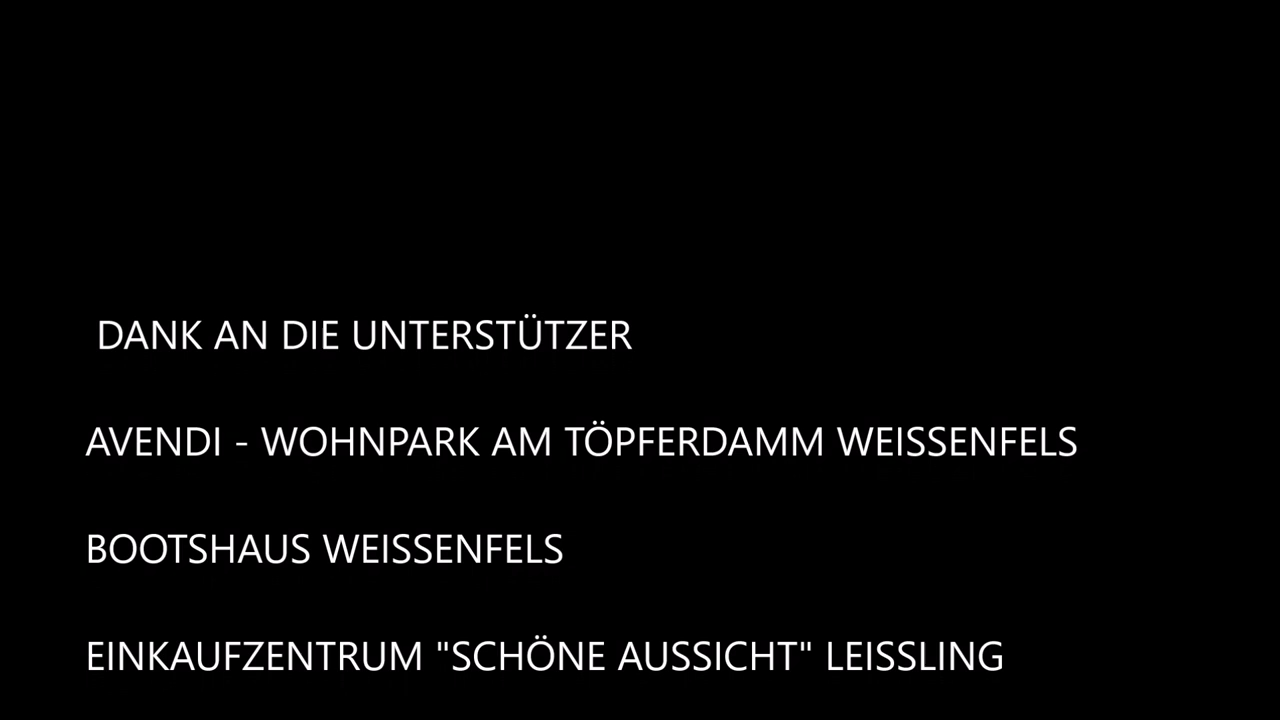 DANK AN DIE UNTERSTÜTZER
AVENDI - WOHNPARK AM TÖPFERDAMM WEISSENFELS
BOOTSHAUS WEISSENFELS
EINKAUFZENTRUM "SCHÖNE AUSSICHT" LEISSLING